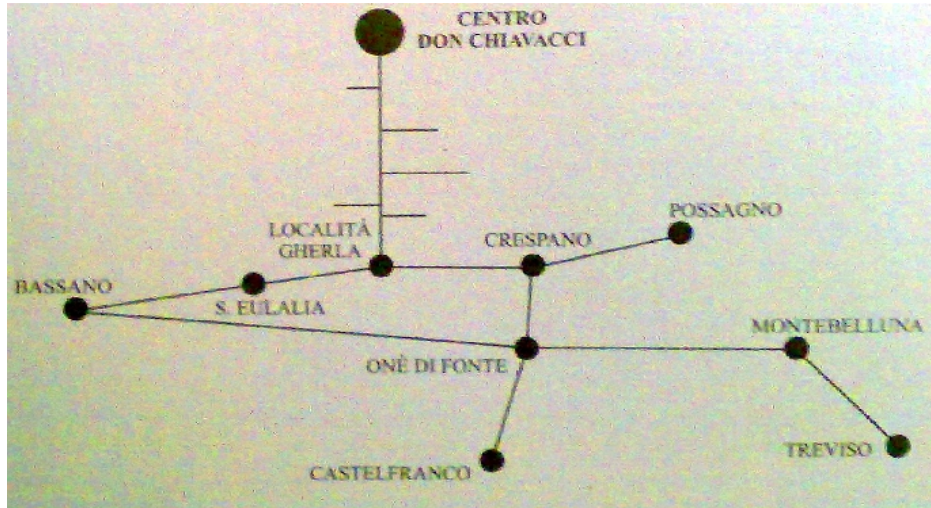 CENTRO
DON CHIAVACCI
POSSAGNO
LOCALITÀ
GHERLA
CRESPANO
BASSANO
S. EULALIA
MONTEBELLUNA
ONÈ DI FONTE
TREVISO
CASTELFRANCO